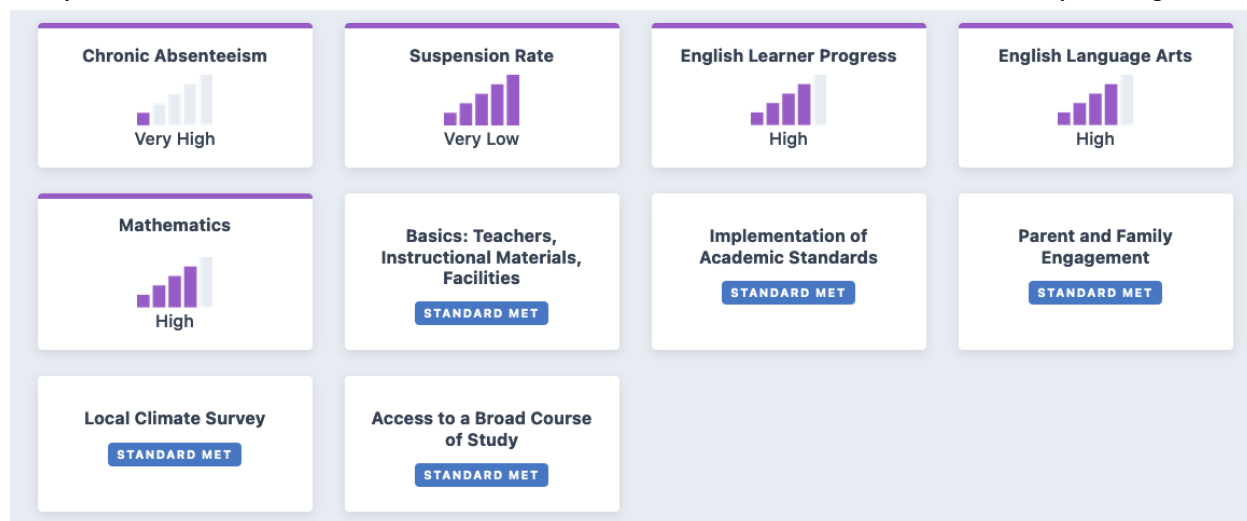 Chronic Absenteeism
Very High
Suspension Rate
Very Low
English Learner Progress
High
English Language Arts
High
Mathematics
High
Basics: Teachers,
Instructional Materials,
Facilities
STANDARD MET
Implementation of
Academic Standards
STANDARD MET
Parent and Family
Engagement
STANDARD MET
Local Climate Survey
STANDARD MET
Access to a Broad Course
of Study
STANDARD MET